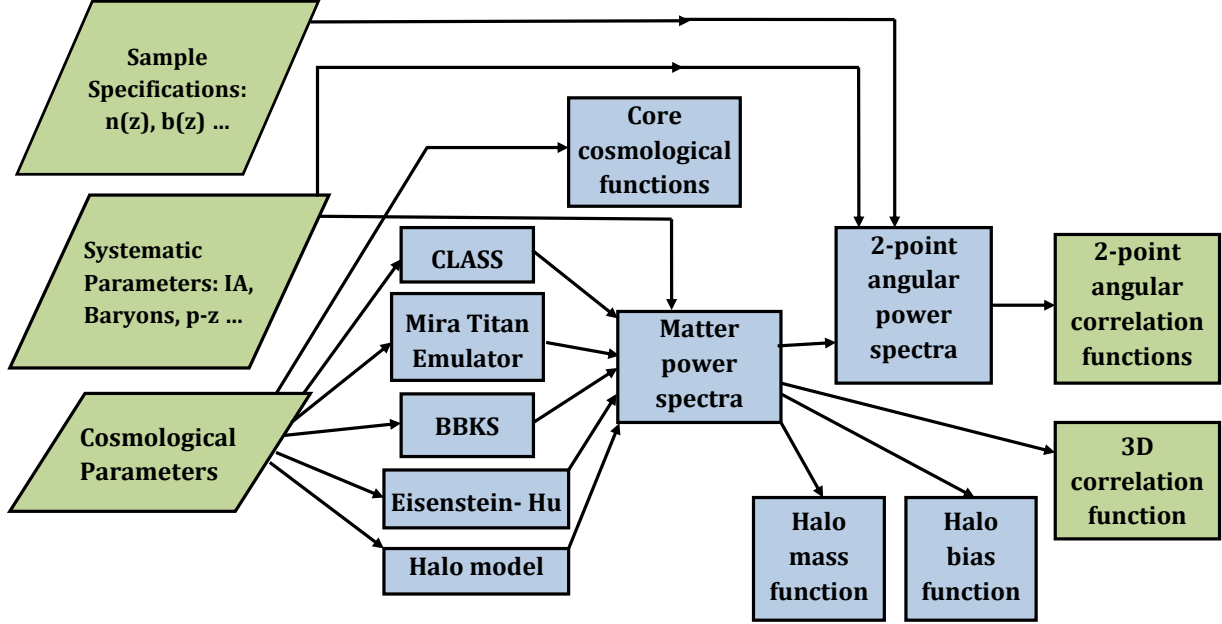 Sample
Specifications:
n(z), b(z) ...
Systematic
Parameters: IA,
Baryons, p-z ...
Cosmological
Parameters
Core
cosmological
functions
CLASS
Mira Titan
Emulator
BBKS
Eisenstein- Hu
Halo model
Matter
power
spectra
2-point
angular
power
spectra
2-point
angular
correlation
functions
3D
correlation
function
Halo
mass
function
Halo
bias
function